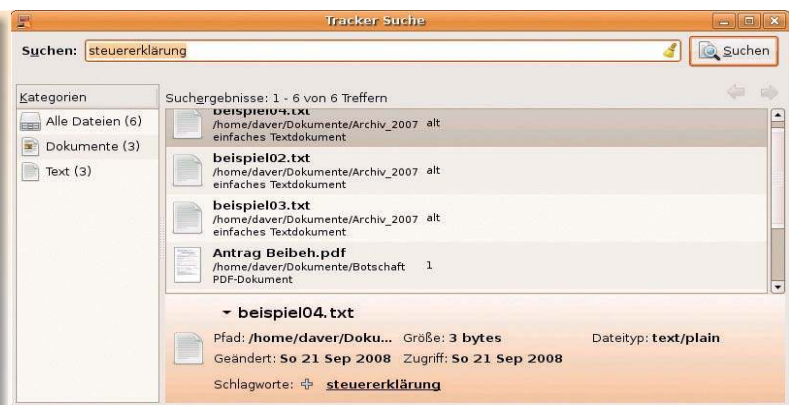 Tracker Suche
Suchen: steuererklärung Suchen
Kategorien
Alle Dateien (6)
Dokumente (3)
Text (3)
Suchergebnisse: 1 - 6 von 6 Treffern
beispiel04.txt
/home/daver/Dokumente/Archiv_2007 alt
einfaches Textdokument
beispiel02.txt
/home/daver/Dokumente/Archiv_2007 alt
einfaches Textdokument
beispiel03.txt
/home/daver/Dokumente/Archiv_2007 alt
einfaches Textdokument
Antrag Beibeh.pdf
/home/daver/Dokumente/Botschaft 1
PDF-Dokument
beispiel04.txt
Pfad: /home/daver/Doku... Größe: 3 bytes Dateityp: text/plain
Geändert: So 21 Sep 2008 Zugriff: So 21 Sep 2008
Schlagworte: steuererklärung